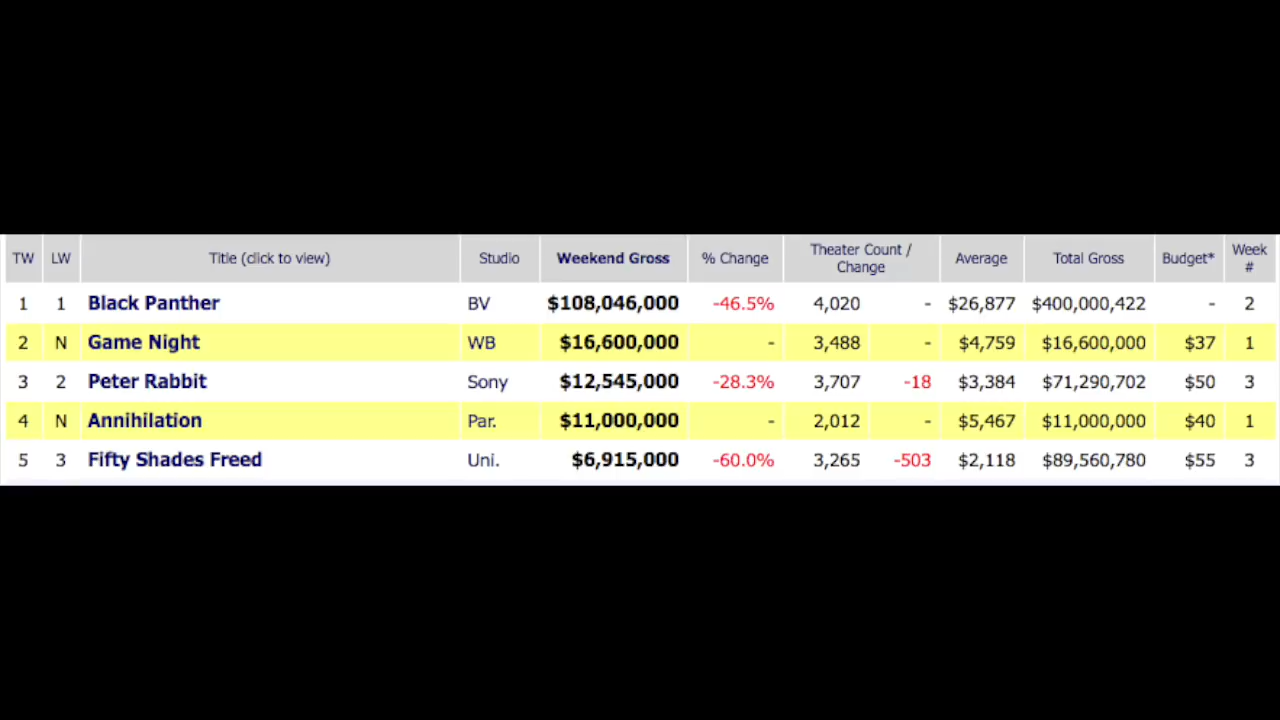 TW LW Title (click to view) Studio Weekend Gross % Change Theater Count / Change Average Total Gross Budget* Week #
1 1 Black Panther BV $108,046,000 -46.5% 4,020 - $26,877 $400,000,422 - 2
2 N Game Night WB $16,600,000 - 3,488 - $4,759 $16,600,000 $37 1
3 2 Peter Rabbit Sony $12,545,000 -28.3% 3,707 -18 $3,384 $71,290,702 $50 3
4 N Annihilation Par. $11,000,000 - 2,012 - $5,467 $11,000,000 $40 1
5 3 Fifty Shades Freed Uni. $6,915,000 -60.0% 3,265 -503 $2,118 $89,560,780 $55 3